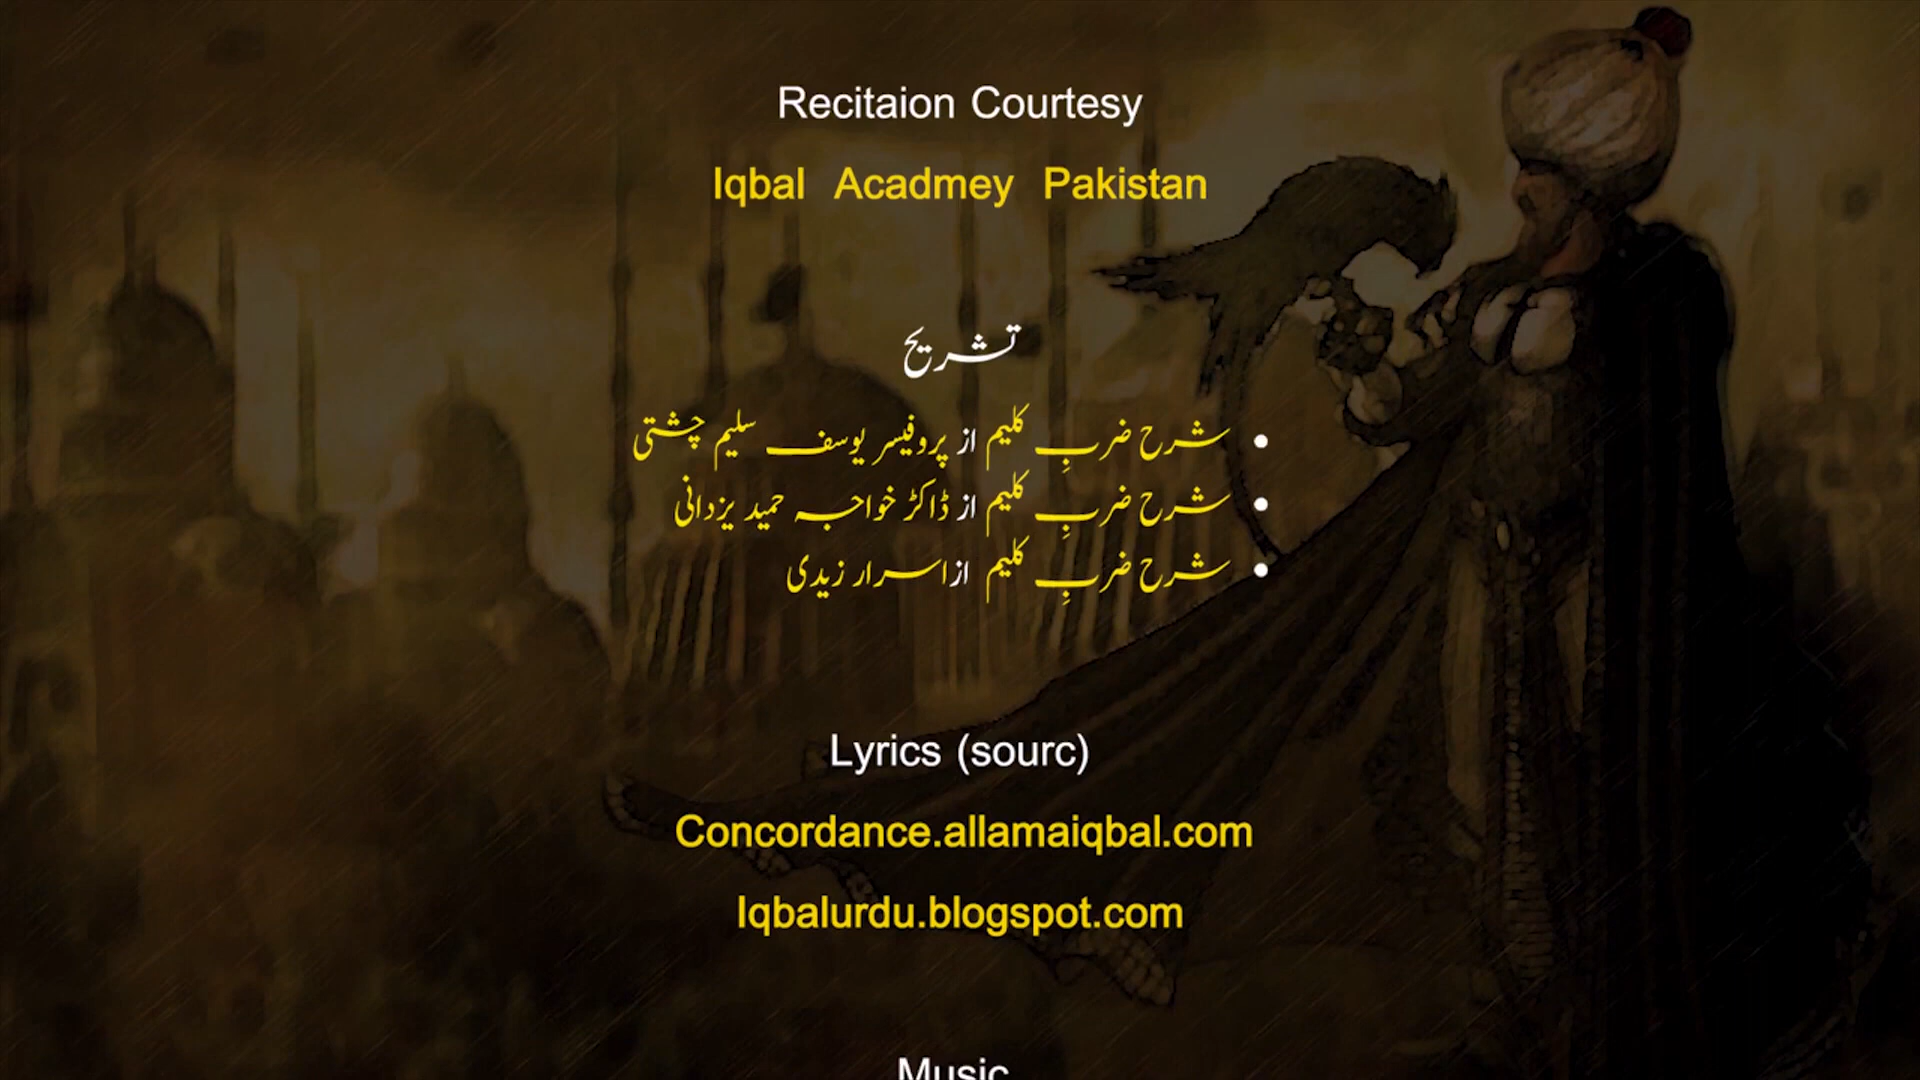 Recitaion Courtesy
Iqbal Acadmey Pakistan
تشریح
• شرح ضربِ کلیم از پروفیسر یوسف سلیم چشتی
• شرح ضربِ کلیم از ڈاکٹر خواجہ حمید یزدانی
• شرح ضربِ کلیم از اسرار زیدی
Lyrics (sourc)
Concordance.allamaiqbal.com
Iqbalurdu.blogspot.com
Music